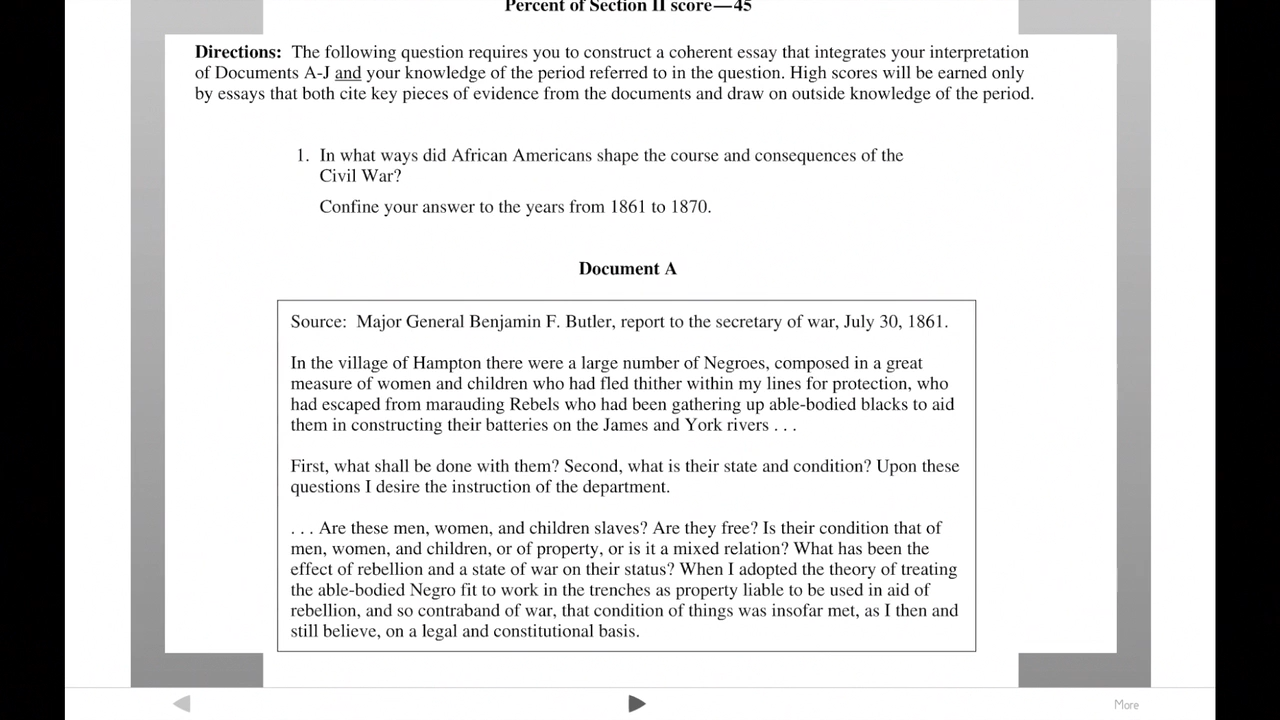 Percent of Section II score—45
Directions: The following question requires you to construct a coherent essay that integrates your interpretation
of Documents A-J and your knowledge of the period referred to in the question. High scores will be earned only
by essays that both cite key pieces of evidence from the documents and draw on outside knowledge of the period.
1. In what ways did African Americans shape the course and consequences of the
Civil War?
Confine your answer to the years from 1861 to 1870.
Document A
Source: Major General Benjamin F. Butler, report to the secretary of war, July 30, 1861.
In the village of Hampton there were a large number of Negroes, composed in a great
measure of women and children who had fled thither within my lines for protection, who
had escaped from marauding Rebels who had been gathering up able-bodied blacks to aid
them in constructing their batteries on the James and York rivers . . .
First, what shall be done with them? Second, what is their state and condition? Upon these
questions I desire the instruction of the department.
. . . Are these men, women, and children slaves? Are they free? Is their condition that of
men, women, and children, or of property, or is it a mixed relation? What has been the
effect of rebellion and a state of war on their status? When I adopted the theory of treating
the able-bodied Negro fit to work in the trenches as property liable to be used in aid of
rebellion, and so contraband of war, that condition of things was insofar met, as I then and
still believe, on a legal and constitutional basis.
More